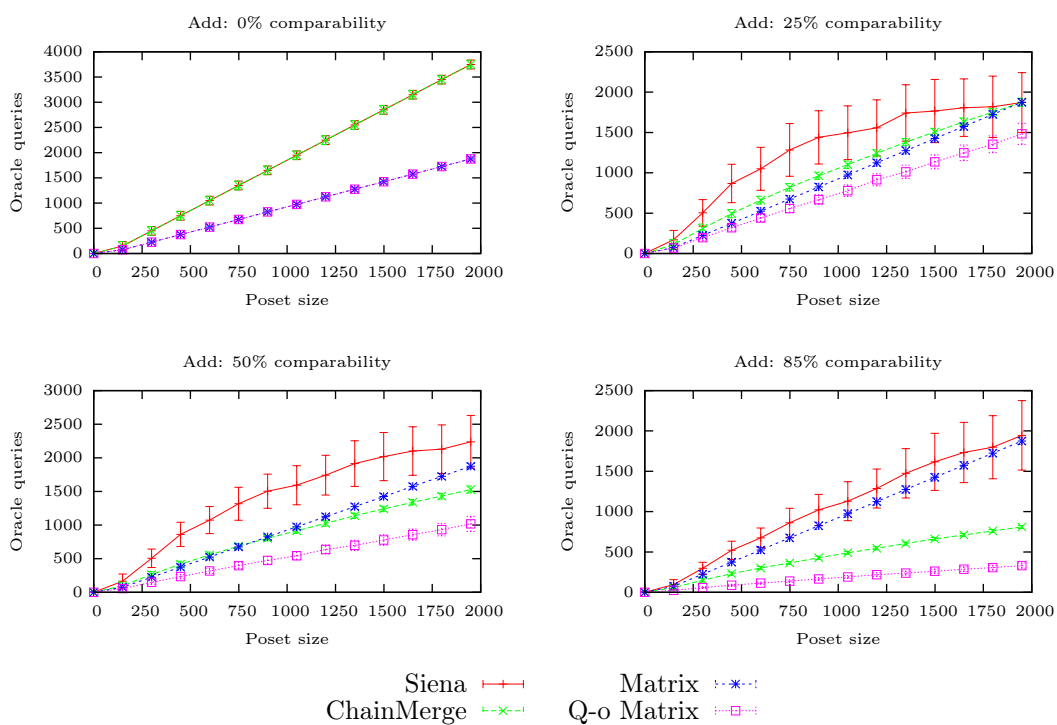 Add: 0% comparability
4000
3500
3000
2500
2000
1500
1000
500
0
Oracle queries
0 250 500 750 1000 1250 1500 1750 2000
Poset size
Add: 25% comparability
2500
2000
1500
1000
500
0
Oracle queries
0 250 500 750 1000 1250 1500 1750 2000
Poset size
Add: 50% comparability
3000
2500
2000
1500
1000
500
0
Oracle queries
0 250 500 750 1000 1250 1500 1750 2000
Poset size
Add: 85% comparability
2500
2000
1500
1000
500
0
Oracle queries
0 250 500 750 1000 1250 1500 1750 2000
Poset size
Siena
ChainMerge
Matrix
Q-o Matrix